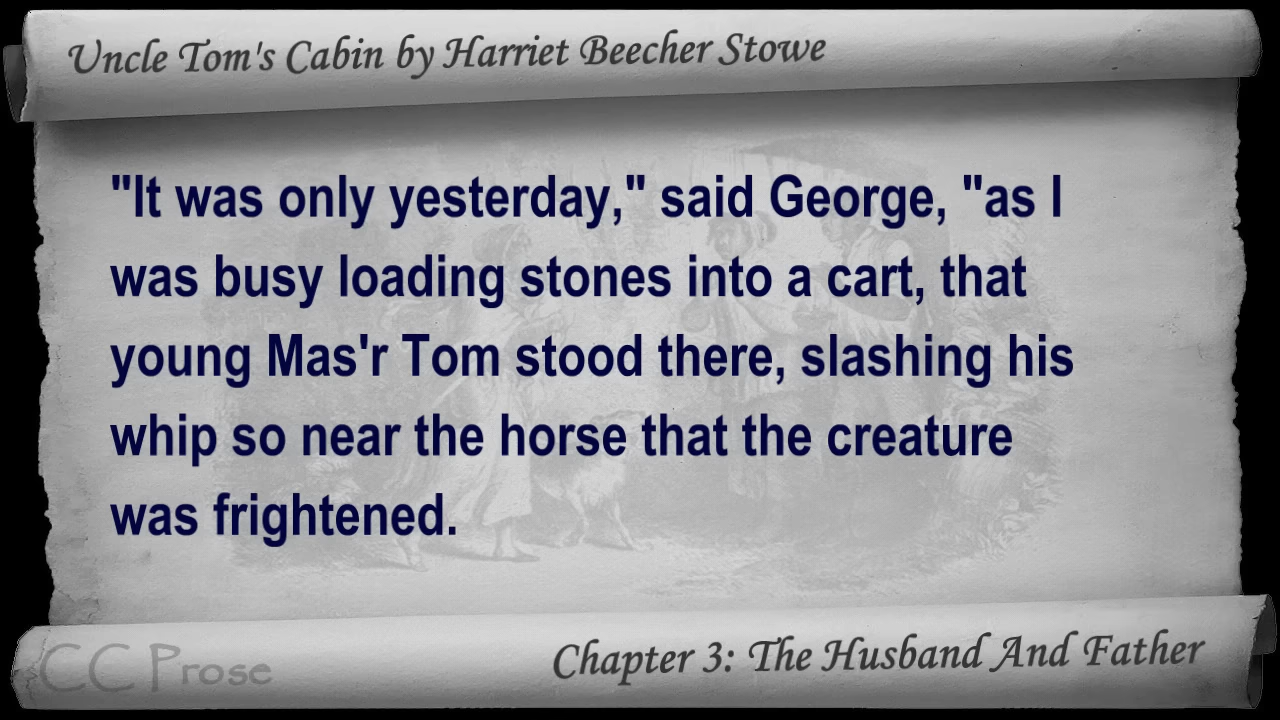 Uncle Tom's Cabin by Harriet Beecher Stowe
"It was only yesterday," said George, "as I
was busy loading stones into a cart, that
young Mas'r Tom stood there, slashing his
whip so near the horse that the creature
was frightened.
CC Prose
Chapter 3: The Husband And Father